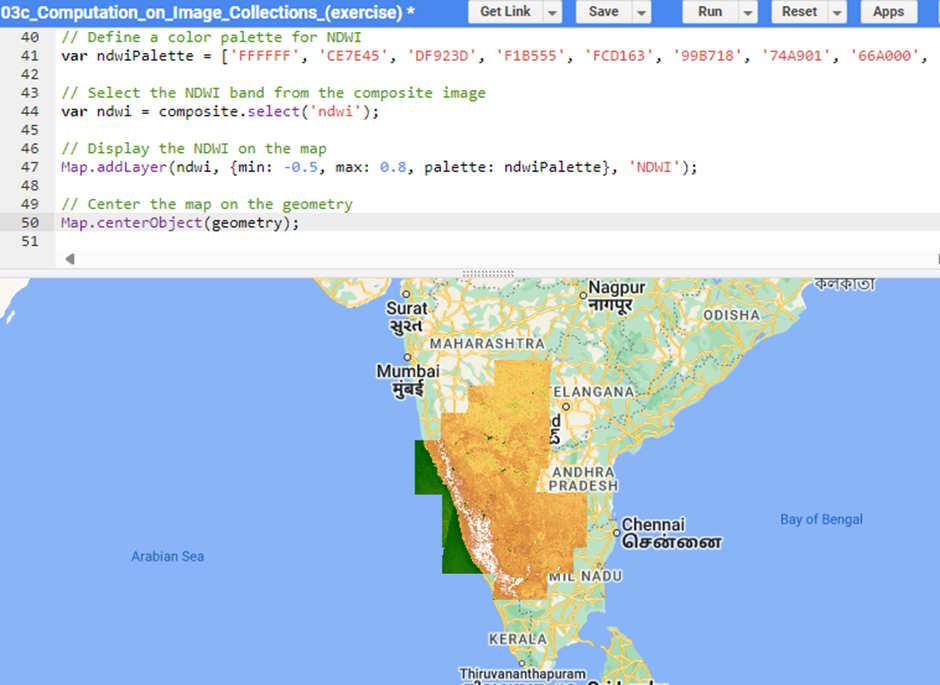 03c_Computation_on_Image_Collections_(exercise) *
Get Link
Save
Run
Reset
Apps
40 // Define a color palette for NDWI
41 var ndwiPalette = ['FFFFFF', 'CE7E45', 'DF923D', 'F1B555', 'FCD163', '99B718', '74A901', '66A000',
42
43 // Select the NDWI band from the composite image
44 var ndwi = composite.select('ndwi');
45
46 // Display the NDWI on the map
47 Map.addLayer(ndwi, {min: -0.5, max: 0.8, palette: ndwiPalette}, 'NDWI');
48
49 // Center the map on the geometry
50 Map.centerObject(geometry);
51
কলকাতা
Nagpur
नागपूर
Surat
સુરત
ODISHA
MAHARASHTRA
Mumbai
मुंबई
ELANGANA
ANDHRA
PRADESH
Chennai
சென்னை
Bay of Bengal
Arabian Sea
MIL NADU
KERALA
Thiruvananthapuram